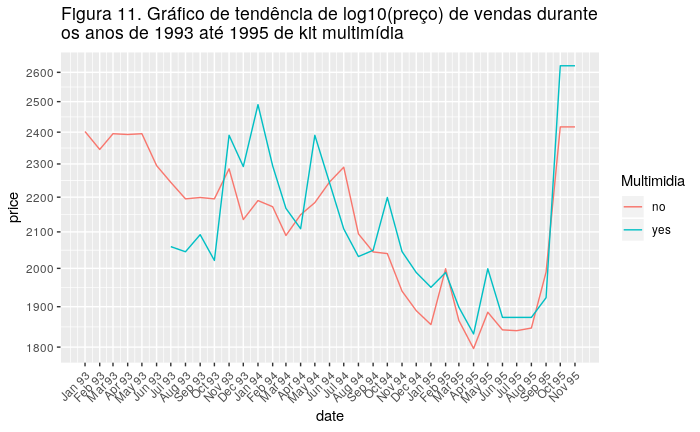 Figura 11. Gráfico de tendência de log10(preço) de vendas durante
os anos de 1993 até 1995 de kit multimídia
price
2600
2500
2400
2300
2200
2100
2000
1900
1800
Jan 93
Feb 93
Mar 93
Apr 93
May 93
Jun 93
Jul 93
Aug 93
Sep 93
Oct 93
Nov 93
Dec 93
Jan 94
Feb 94
Mar 94
Apr 94
May 94
Jun 94
Jul 94
Aug 94
Sep 94
Oct 94
Nov 94
Dec 94
Jan 95
Feb 95
Mar 95
Apr 95
May 95
Jun 95
Jul 95
Aug 95
Sep 95
Oct 95
Nov 95
date
Multimidia
no
yes